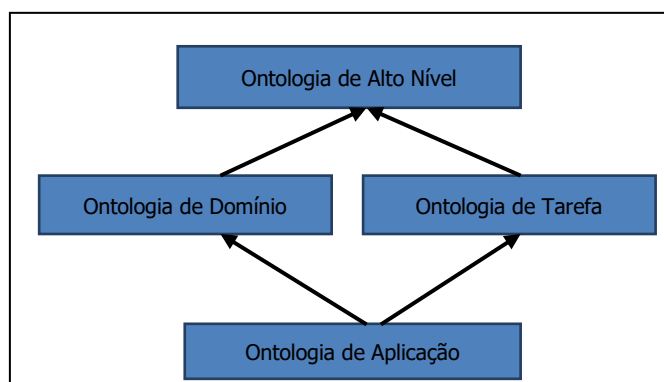 Ontologia de Alto Nível
Ontologia de Domínio
Ontologia de Tarefa
Ontologia de Aplicação